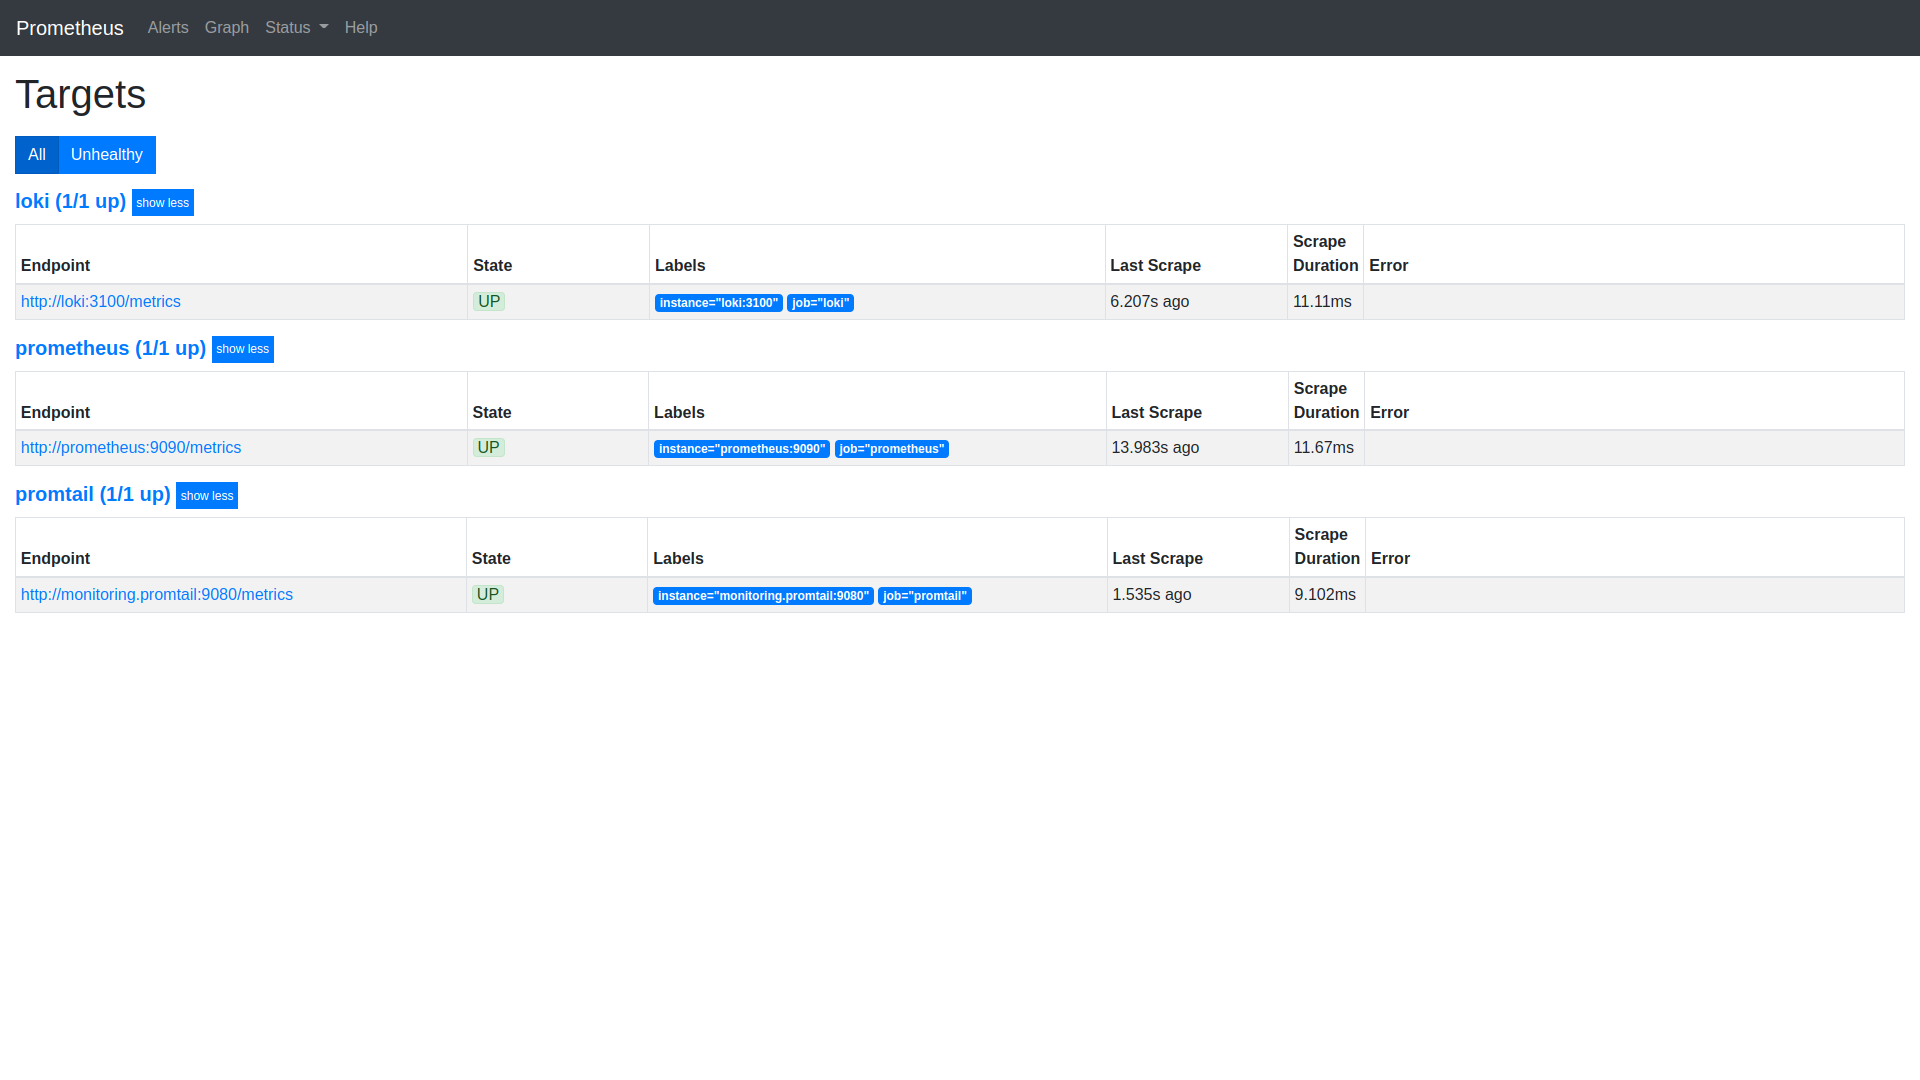 Prometheus Alerts Graph Status Help
Targets
All Unhealthy
loki (1/1 up) show less
Endpoint State Labels Last Scrape Scrape Duration Error
http://loki:3100/metrics UP instance="loki:3100" job="loki" 6.207s ago 11.11ms
prometheus (1/1 up) show less
Endpoint State Labels Last Scrape Scrape Duration Error
http://prometheus:9090/metrics UP instance="prometheus:9090" job="prometheus" 13.983s ago 11.67ms
promtail (1/1 up) show less
Endpoint State Labels Last Scrape Scrape Duration Error
http://monitoring.promtail:9080/metrics UP instance="monitoring.promtail:9080" job="promtail" 1.535s ago 9.102ms